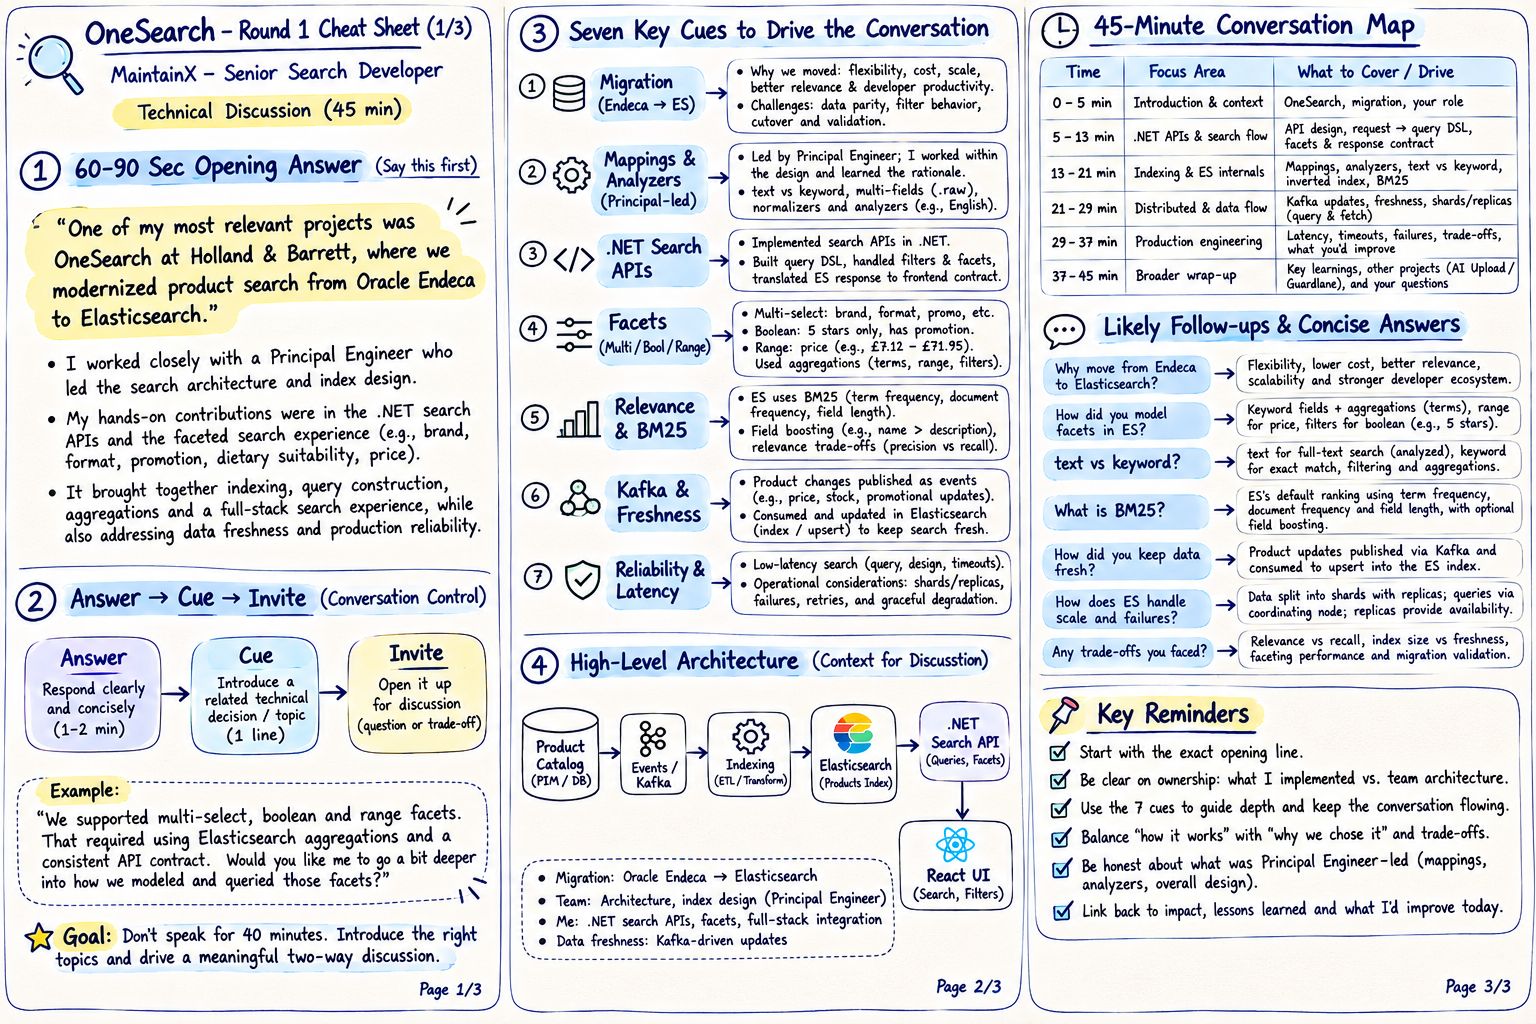 OneSearch – Round 1 Cheat Sheet (1/3)
MaintainX – Senior Search Developer
Technical Discussion (45 min)
1 60-90 Sec Opening Answer (Say this first)
“One of my most relevant projects was
OneSearch at Holland & Barrett, where we
modernized product search from Oracle Endeca
to Elasticsearch.”
• I worked closely with a Principal Engineer who
led the search architecture and index design.
• My hands-on contributions were in the .NET search
APIs and the faceted search experience (e.g., brand,
format, promotion, dietary suitability, price).
• It brought together indexing, query construction,
aggregations and a full-stack search experience, while
also addressing data freshness and production reliability.
2 Answer → Cue → Invite (Conversation Control)
Answer
Respond clearly
and concisely
(1-2 min)
Cue
Introduce a
related technical
decision / topic
(1 line)
Invite
Open it up
for discussion
(question or trade-off)
Example:
“We supported multi-select, boolean and range facets.
That required using Elasticsearch aggregations and a
consistent API contract. Would you like me to go a bit deeper
into how we modeled and queried those facets?”
Goal: Don't speak for 40 minutes. Introduce the right
topics and drive a meaningful two-way discussion.
Page 1/3
3 Seven Key Cues to Drive the Conversation
1 Migration
(Endeca → ES)
• Why we moved: flexibility, cost, scale,
better relevance & developer productivity.
• Challenges: data parity, filter behavior,
cutover and validation.
2 Mappings &
Analyzers
(Principal-led)
• Led by Principal Engineer; I worked within
the design and learned the rationale.
• text vs keyword, multi-fields (.raw),
normalizers and analyzers (e.g., English).
3 </> .NET Search
APIs
• Implemented search APIs in .NET.
• Built query DSL, handled filters & facets,
translated ES response to frontend contract.
4 Facets
(Multi/Bool/Range)
• Multi-select: brand, format, promo, etc.
• Boolean: 5 stars only, has promotion.
• Range: price (e.g., £7.12 – £71.95).
Used aggregations (terms, range, filters).
5 Relevance
& BM25
• ES uses BM25 (term frequency, document
frequency, field length).
• Field boosting (e.g., name > description),
relevance trade-offs (precision vs recall).
6 Kafka &
Freshness
• Product changes published as events
(e.g., price, stock, promotional updates).
• Consumed and updated in Elasticsearch
(index / upsert) to keep search fresh.
7 Reliability &
Latency
• Low-latency search (query, design, timeouts).
• Operational considerations: shards/replicas,
failures, retries, and graceful degradation.
4 High-Level Architecture (Context for Discusstion)
Product
Catalog
(PIM / DB)
Events /
Kafka
Indexing
(ETL/Transform)
Elasticsearch
(Products Index)
.NET
Search API
(Queries, Facets)
React UI
(Search, Filters)
• Migration: Oracle Endeca → Elasticsearch
• Team: Architecture, index design (Principal Engineer)
• Me: .NET search APIs, facets, full-stack integration
• Data freshness: Kafka-driven updates
Page 2/3
45-Minute Conversation Map
Time Focus Area What to Cover / Drive
0 – 5 min Introduction & context OneSearch, migration, your role
5 – 13 min .NET APIs & search flow API design, request → query DSL,
facets & response contract
13 – 21 min Indexing & ES internals Mappings, analyzers, text vs keyword,
inverted index, BM25
21 – 29 min Distributed & data flow Kafka updates, freshness, shards/replicas
(query & fetch)
29 – 37 min Production engineering Latency, timeouts, failures, trade-offs,
what you'd improve
37 – 45 min Broader wrap-up Key learnings, other projects (AI Upload/
Guardlane), and your questions
Likely Follow-ups & Concise Answers
Why move from Endeca
to Elasticsearch?
Flexibility, lower cost, better relevance,
scalability and stronger developer ecosystem.
How did you model
facets in ES?
Keyword fields + aggregations (terms), range
for price, filters for boolean (e.g., 5 stars).
text vs keyword?
text for full-text search (analyzed), keyword
for exact match, filtering and aggregations.
What is BM25?
ES's default ranking using term frequency,
document frequency and field length, with optional
field boosting.
How did you keep data
fresh?
Product updates published via Kafka and
consumed to upsert into the ES index.
How does ES handle
scale and failures?
Data split into shards with replicas; queries via
coordinating node; replicas provide availability.
Any trade-offs you faced?
Relevance vs recall, index size vs freshness,
faceting performance and migration validation.
Key Reminders
Start with the exact opening line.
Be clear on ownership: what I implemented vs. team architecture.
Use the 7 cues to guide depth and keep the conversation flowing.
Balance “how it works” with “why we chose it” and trade-offs.
Be honest about what was Principal Engineer-led (mappings,
analyzers, overall design).
Link back to impact, lessons learned and what I'd improve today.
Page 3/3